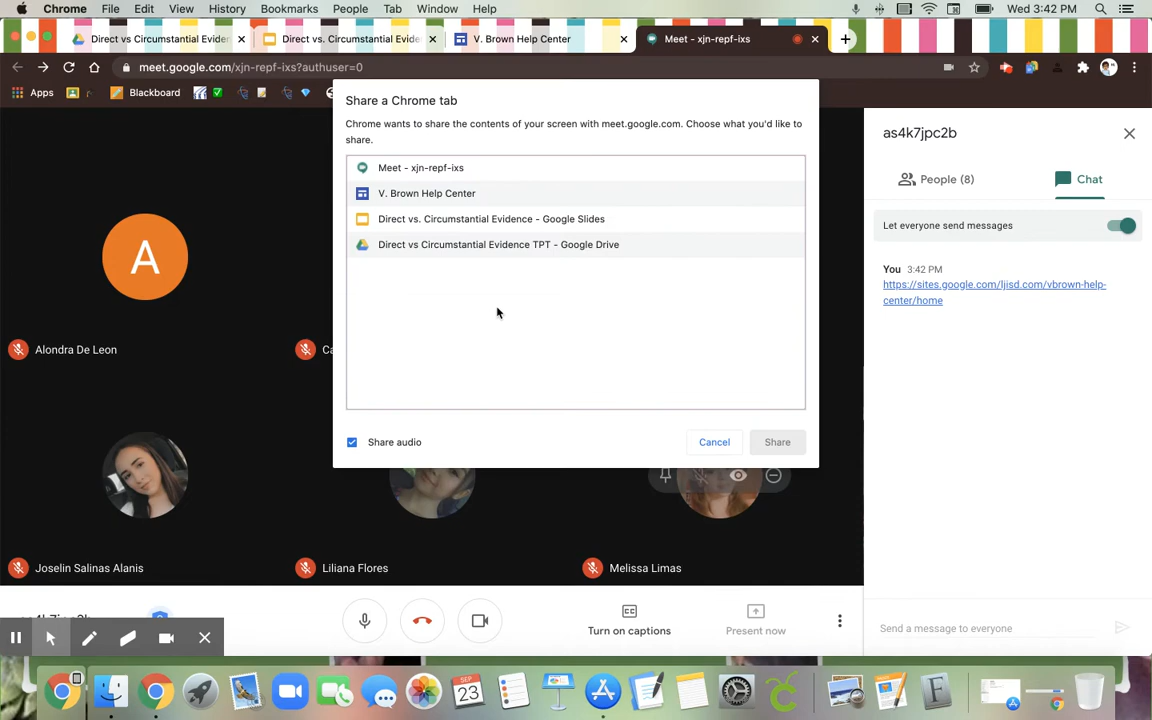 Chrome File Edit View History Bookmarks People Tab Window Help Wed 3:42 PM
Direct vs Circumstantial Eviden Direct vs. Circumstantial Evide V. Brown Help Center Meet - xjn-repf-ixs
meet.google.com/xjn-repf-ixs?authuser=0
Apps Blackboard
Share a Chrome tab
Chrome wants to share the contents of your screen with meet.google.com. Choose what you'd like to
share.
Meet - xjn-repf-ixs
V. Brown Help Center
Direct vs. Circumstantial Evidence - Google Slides
Direct vs Circumstantial Evidence TPT - Google Drive
Share audio
Cancel
Share
as4k7jpc2b
People (8)
Chat
Let everyone send messages
You 3:42 PM
https://sites.google.com/ljisd.com/vbrown-help-
center/home
A
Alondra De Leon
Joselin Salinas Alanis
Liliana Flores
Melissa Limas
Turn on captions
Present now
Send a message to everyone
SEP
23